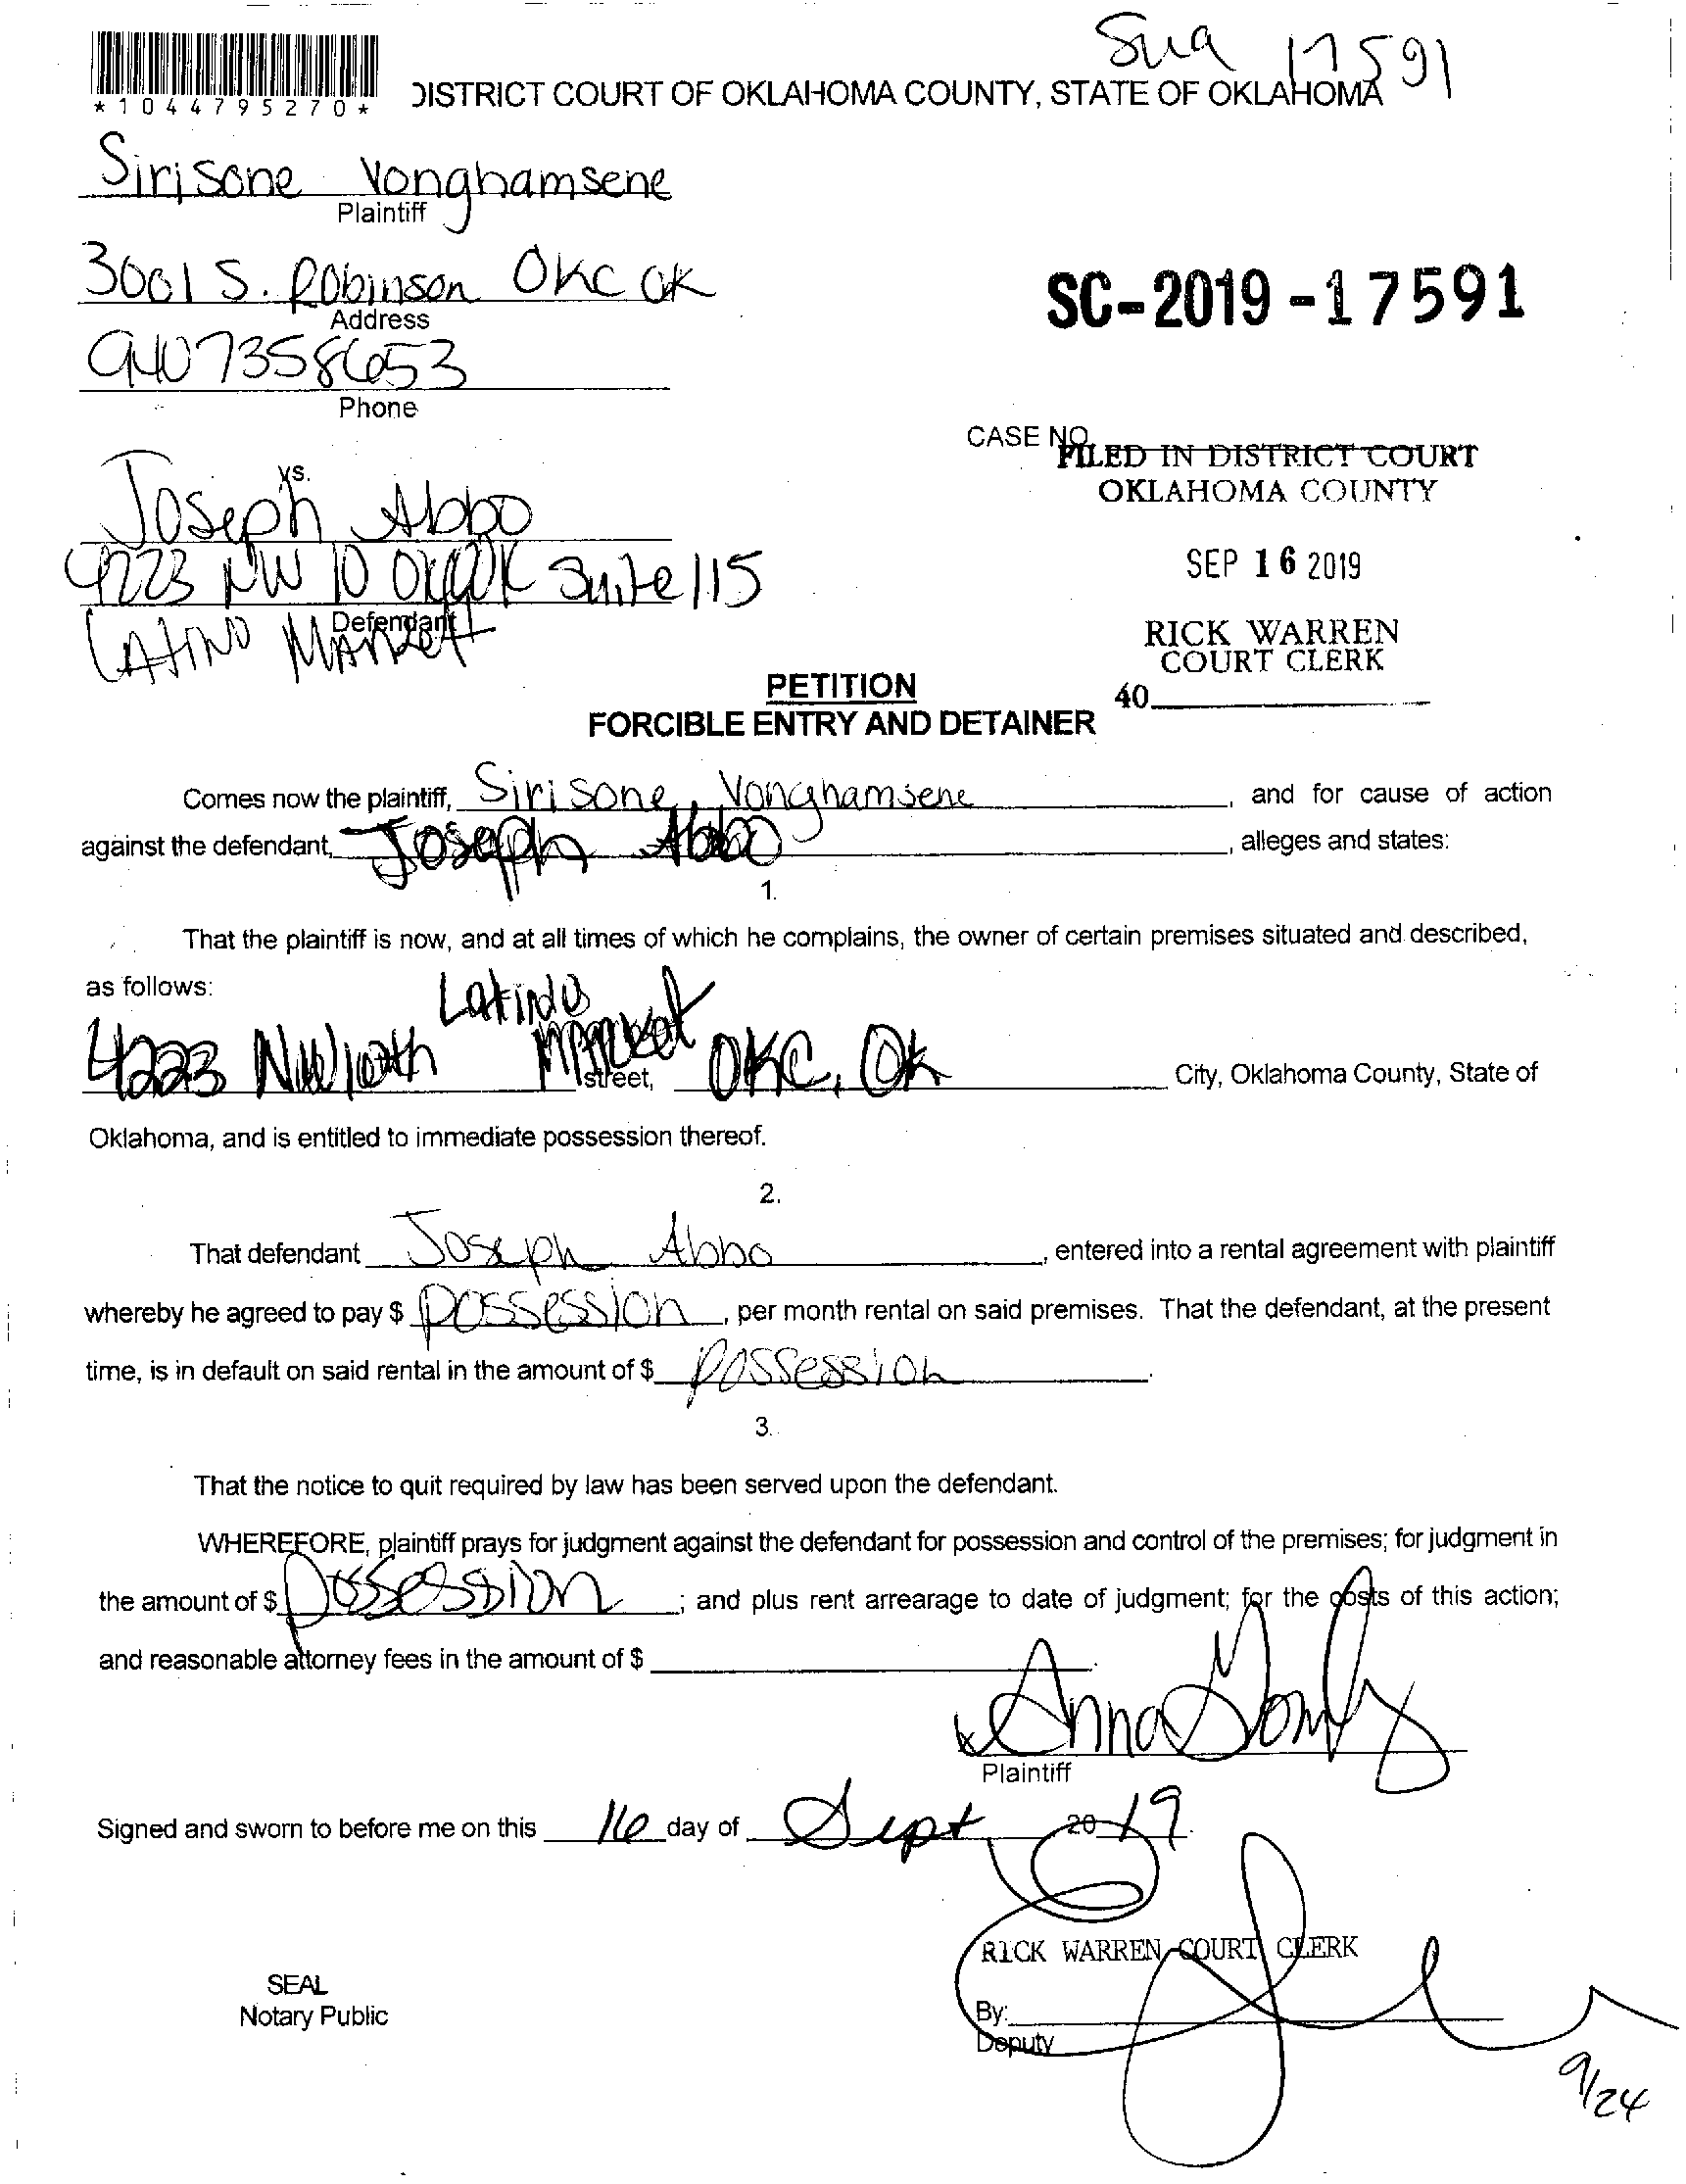 Sua 17591
*1044795270*
DISTRICT COURT OF OKLAHOMA COUNTY, STATE OF OKLAHOMA
Sirisone Vonghamsene
Plaintiff
3001 S. Robinson OKC OK
Address
SC-2019-17591
9407358653
Phone
CASE NO.
FILED IN DISTRICT COURT
OKLAHOMA COUNTY
vs.
Joseph Abbo
4223 NW 10 OKC OK Suite 115
SEP 16 2019
Defendant
Latino Market
RICK WARREN
COURT CLERK
40
PETITION
FORCIBLE ENTRY AND DETAINER
Comes now the plaintiff, Sirisone Vonghamsene, and for cause of action
against the defendant, Joseph Abbo, alleges and states:
1.
That the plaintiff is now, and at all times of which he complains, the owner of certain premises situated and described,
as follows:
Latino Market
4223 NW 10th street, OKC, OK City, Oklahoma County, State of
Oklahoma, and is entitled to immediate possession thereof.
2.
That defendant Joseph Abbo, entered into a rental agreement with plaintiff
whereby he agreed to pay $ possession, per month rental on said premises. That the defendant, at the present
time, is in default on said rental in the amount of $ possession.
3.
That the notice to quit required by law has been served upon the defendant.
WHEREFORE, plaintiff prays for judgment against the defendant for possession and control of the premises; for judgment in
the amount of $ possession; and plus rent arrearage to date of judgment; for the costs of this action;
and reasonable attorney fees in the amount of $
x Anna
Plaintiff
Signed and sworn to before me on this 16 day of Sept, 2019.
RICK WARREN COURT CLERK
SEAL
Notary Public
By:
Deputy
9/24